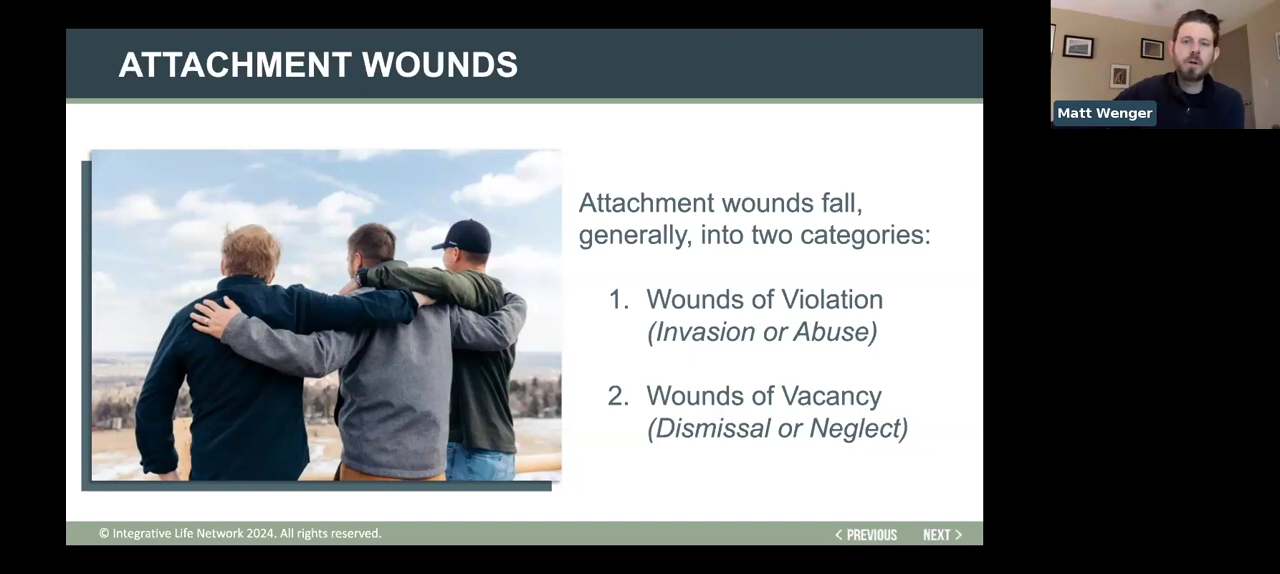 ATTACHMENT WOUNDS
Matt Wenger
Attachment wounds fall,
generally, into two categories:
1. Wounds of Violation
(Invasion or Abuse)
2. Wounds of Vacancy
(Dismissal or Neglect)
© Integrative Life Network 2024. All rights reserved.
< PREVIOUS NEXT >